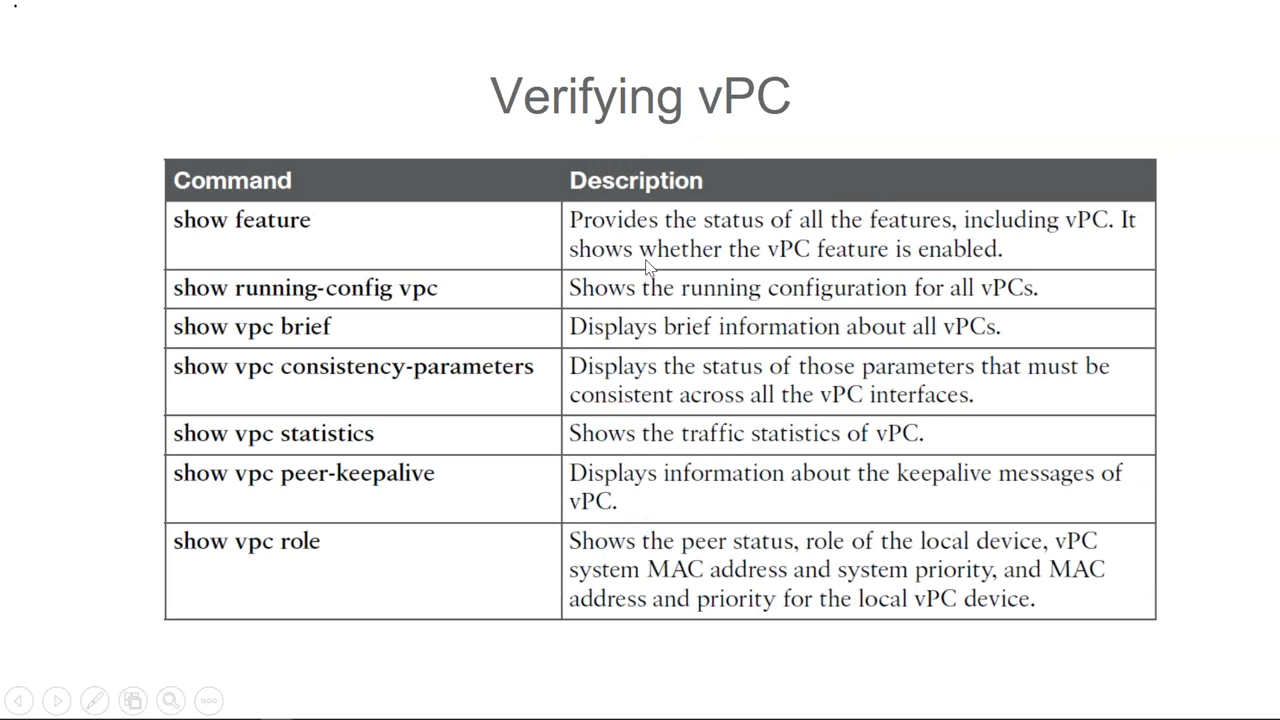 Verifying vPC
Command Description
show feature Provides the status of all the features, including vPC. It
shows whether the vPC feature is enabled.
show running-config vpc Shows the running configuration for all vPCs.
show vpc brief Displays brief information about all vPCs.
show vpc consistency-parameters Displays the status of those parameters that must be
consistent across all the vPC interfaces.
show vpc statistics Shows the traffic statistics of vPC.
show vpc peer-keepalive Displays information about the keepalive messages of
vPC.
show vpc role Shows the peer status, role of the local device, vPC
system MAC address and system priority, and MAC
address and priority for the local vPC device.